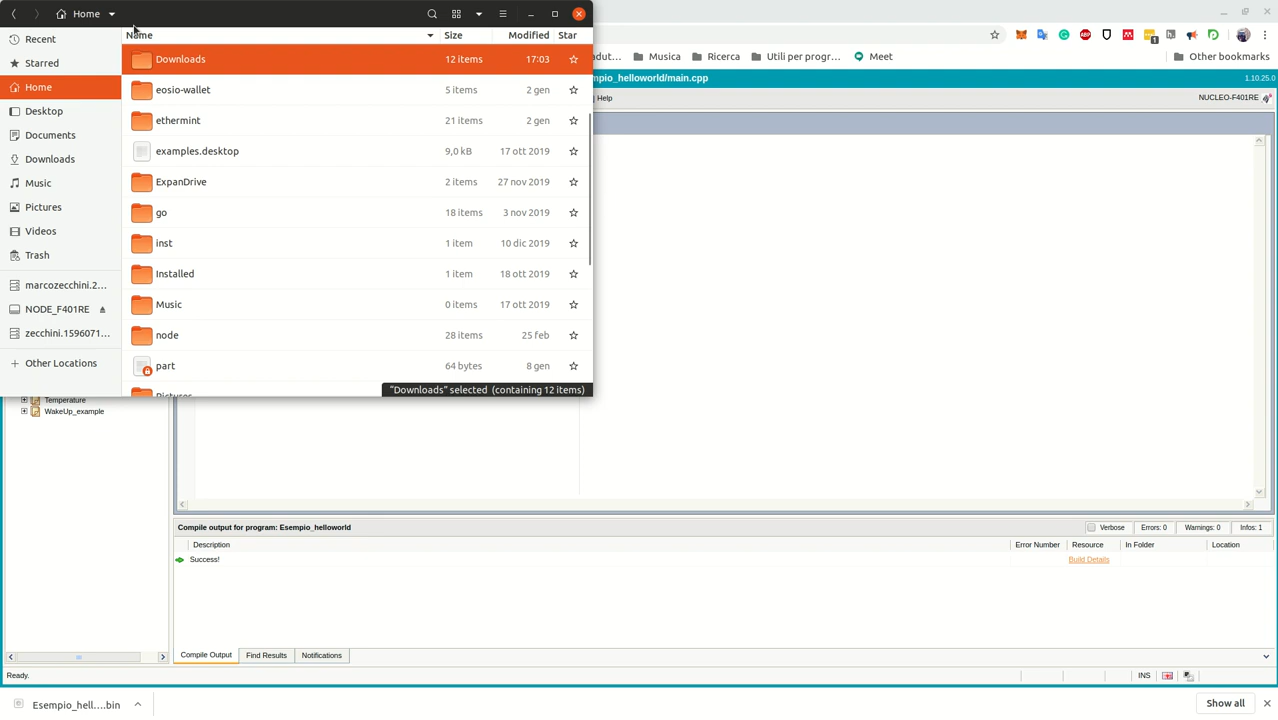 Home
Name Size Modified Star
Recent
Starred
Home
Desktop
Documents
Downloads
Music
Pictures
Videos
Trash
marcozecchini.2...
NODE_F401RE
zecchini.1596071...
+ Other Locations
Downloads 12 items 17:03
eosio-wallet 5 items 2 gen
ethermint 21 items 2 gen
examples.desktop 9,0 kB 17 ott 2019
ExpanDrive 2 items 27 nov 2019
go 18 items 3 nov 2019
inst 1 item 10 dic 2019
Installed 1 item 18 ott 2019
Music 0 items 17 ott 2019
node 28 items 25 feb
part 64 bytes 8 gen
Pictures
"Downloads" selected (containing 12 items)
adut... Musica Ricerca Utili per progr... Meet Other bookmarks
empio_helloworld/main.cpp 1.10.25.0
Help NUCLEO-F401RE
Temperature
WakeUp_example
Compile output for program: Esempio_helloworld Verbose Errors: 0 Warnings: 0 Infos: 1
Description Error Number Resource In Folder Location
Success! Build Details
Compile Output Find Results Notifications
Ready. INS
Esempio_hell....bin Show all